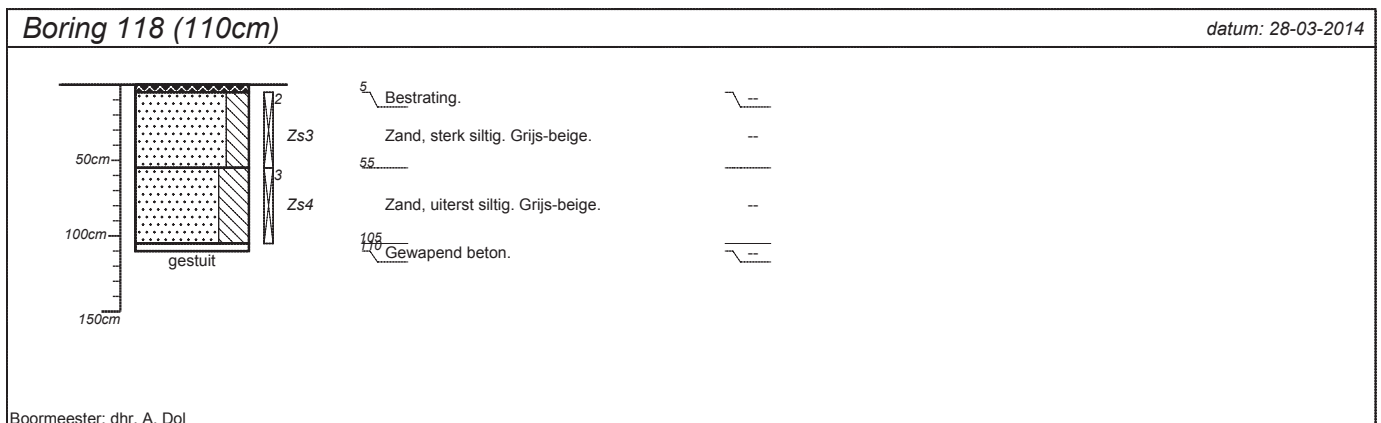 Boring 118 (110cm) datum: 28-03-2014
5 Bestrating. --
2
Zs3 Zand, sterk siltig. Grijs-beige. --
50cm 55
3
Zs4 Zand, uiterst siltig. Grijs-beige. --
100cm 105
110 Gewapend beton. --
gestuit
150cm
Boormeester: dhr. A. Dol